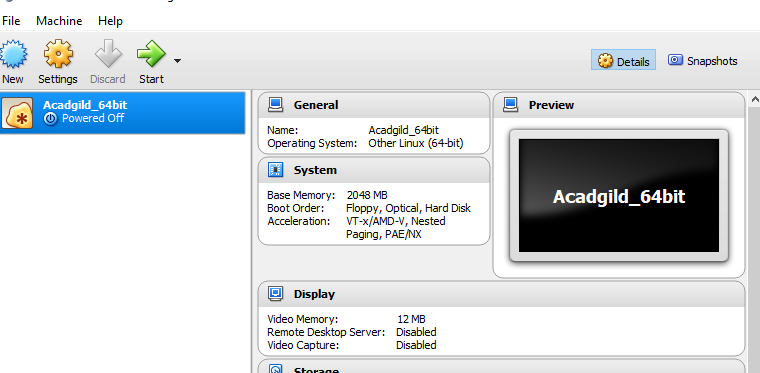 File Machine Help
New Settings Discard Start Details Snapshots
Acadgild_64bit
Powered Off
General
Name: Acadgild_64bit
Operating System: Other Linux (64-bit)
System
Base Memory: 2048 MB
Boot Order: Floppy, Optical, Hard Disk
Acceleration: VT-x/AMD-V, Nested
Paging, PAE/NX
Preview
Acadgild_64bit
Display
Video Memory: 12 MB
Remote Desktop Server: Disabled
Video Capture: Disabled
Storage